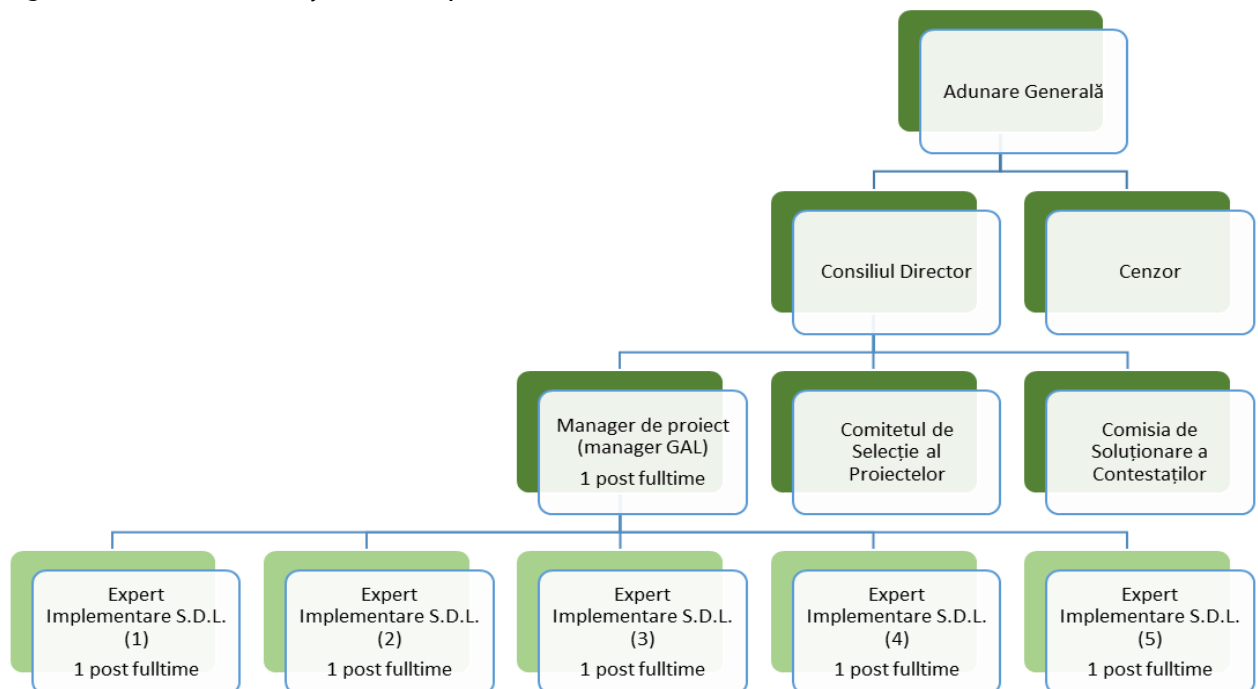 Adunare Generală
Consiliul Director
Cenzor
Manager de proiect
(manager GAL)
1 post fulltime
Comitetul de
Selecție al
Proiectelor
Comisia de
Soluționare a
Contestaților
Expert
Implementare S.D.L.
(1)
1 post fulltime
Expert
Implementare S.D.L.
(2)
1 post fulltime
Expert
Implementare S.D.L.
(3)
1 post fulltime
Expert
Implementare S.D.L.
(4)
1 post fulltime
Expert
Implementare S.D.L.
(5)
1 post fulltime